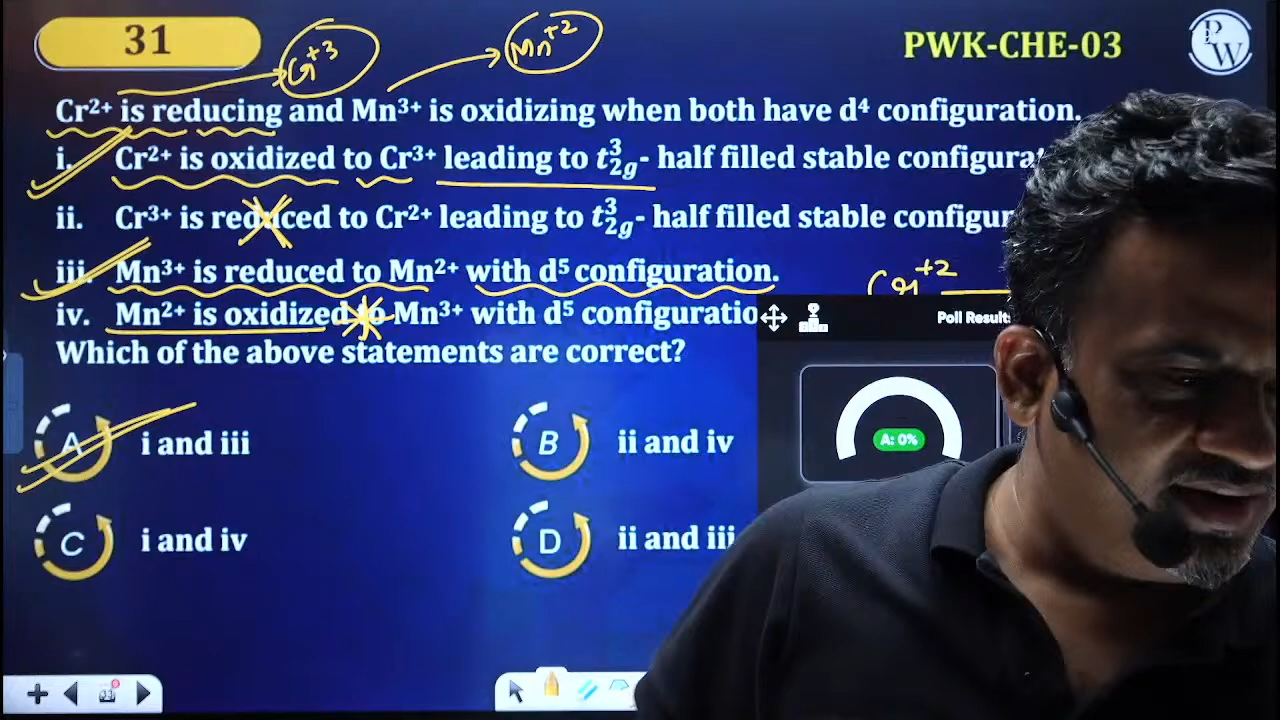 31
Cr+3
Mn+2
PWK-CHE-03
PW
Cr2+ is reducing and Mn3+ is oxidizing when both have d4 configuration.
i. Cr2+ is oxidized to Cr3+ leading to t32g- half filled stable
ii. Cr3+ is reduced to Cr2+ leading to t32g- half filled stable
iii. Mn3+ is reduced to Mn2+ with d5 configuration.
Cr+2
iv. Mn2+ is oxidized to Mn3+ with d5
Poll
Which of the above statements are correct?
A: 0%
A i and iii
B ii and iv
C i and iv
D ii and iii